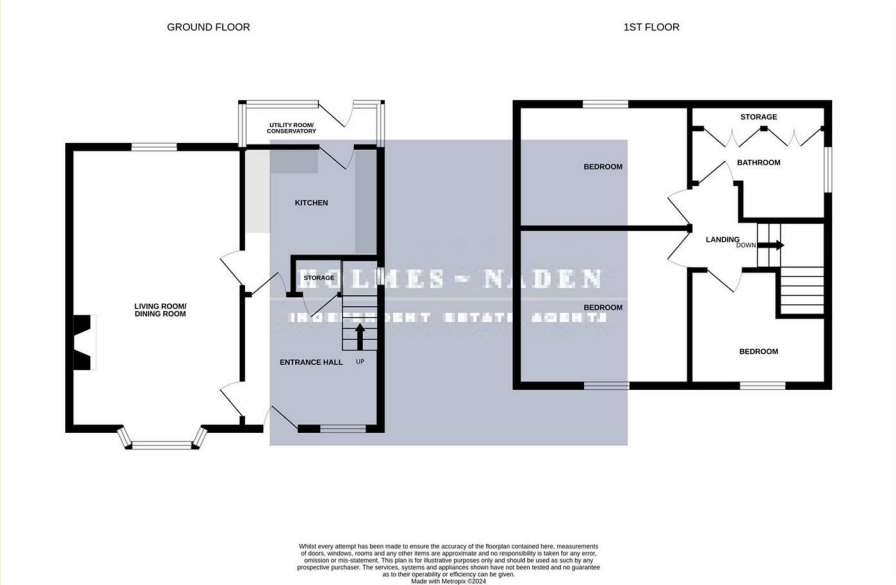 GROUND FLOOR
1ST FLOOR
UTILITY ROOM/
CONSERVATORY
KITCHEN
STORAGE
LIVING ROOM/
DINING ROOM
ENTRANCE HALL
UP
STORAGE
BEDROOM
BATHROOM
LANDING
DOWN
BEDROOM
BEDROOM
HOLMES ~ NADEN
INDEPENDENT ESTATE AGENTS
Whilst every attempt has been made to ensure the accuracy of the floorplan contained here, measurements
of doors, windows, rooms and any other items are approximate and no responsibility is taken for any error,
omission or mis-statement. This plan is for illustrative purposes only and should be used as such by any
prospective purchaser. The services, systems and appliances shown have not been tested and no guarantee
as to their operability or efficiency can be given.
Made with Metropix ©2024